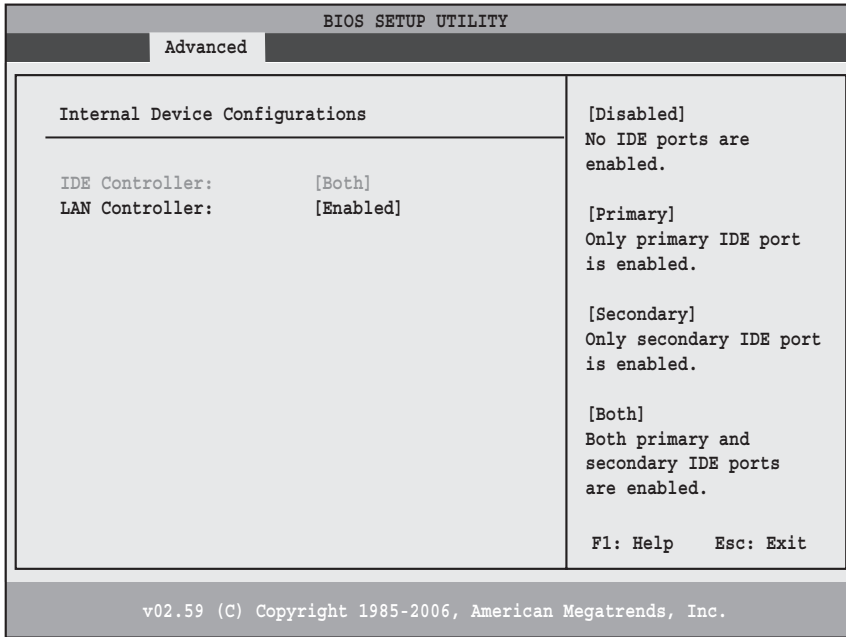 BIOS SETUP UTILITY
Advanced
Internal Device Configurations
IDE Controller: [Both]
LAN Controller: [Enabled]
[Disabled]
No IDE ports are
enabled.
[Primary]
Only primary IDE port
is enabled.
[Secondary]
Only secondary IDE port
is enabled.
[Both]
Both primary and
secondary IDE ports
are enabled.
F1: Help Esc: Exit
v02.59 (C) Copyright 1985-2006, American Megatrends, Inc.